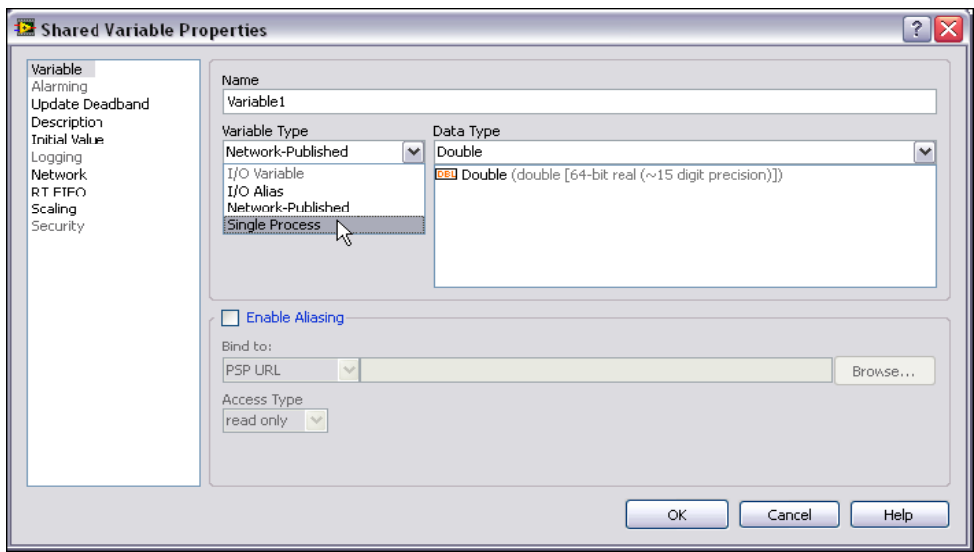 Shared Variable Properties
?
Variable
Alarming
Update Deadband
Description
Initial Value
Logging
Network
RT FIFO
Scaling
Security
Name
Variable1
Variable Type
Data Type
Network-Published
Double
I/O Variable
I/O Alias
Network-Published
Single Process
DBL Double (double [64-bit real (~15 digit precision)])
Enable Aliasing
Bind to:
PSP URL
Browse...
Access Type
read only
OK
Cancel
Help